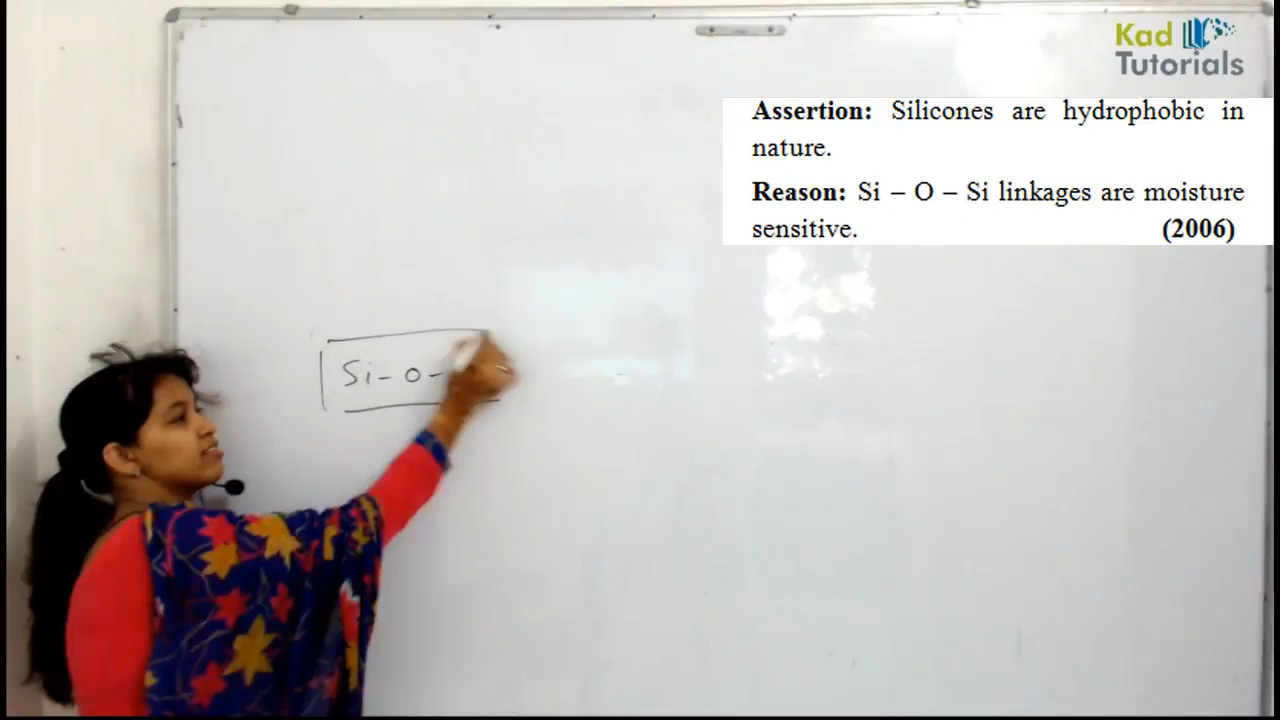 Kad
Tutorials
Assertion: Silicones are hydrophobic in
nature.
Reason: Si – O – Si linkages are moisture
sensitive. (2006)
Si – O –